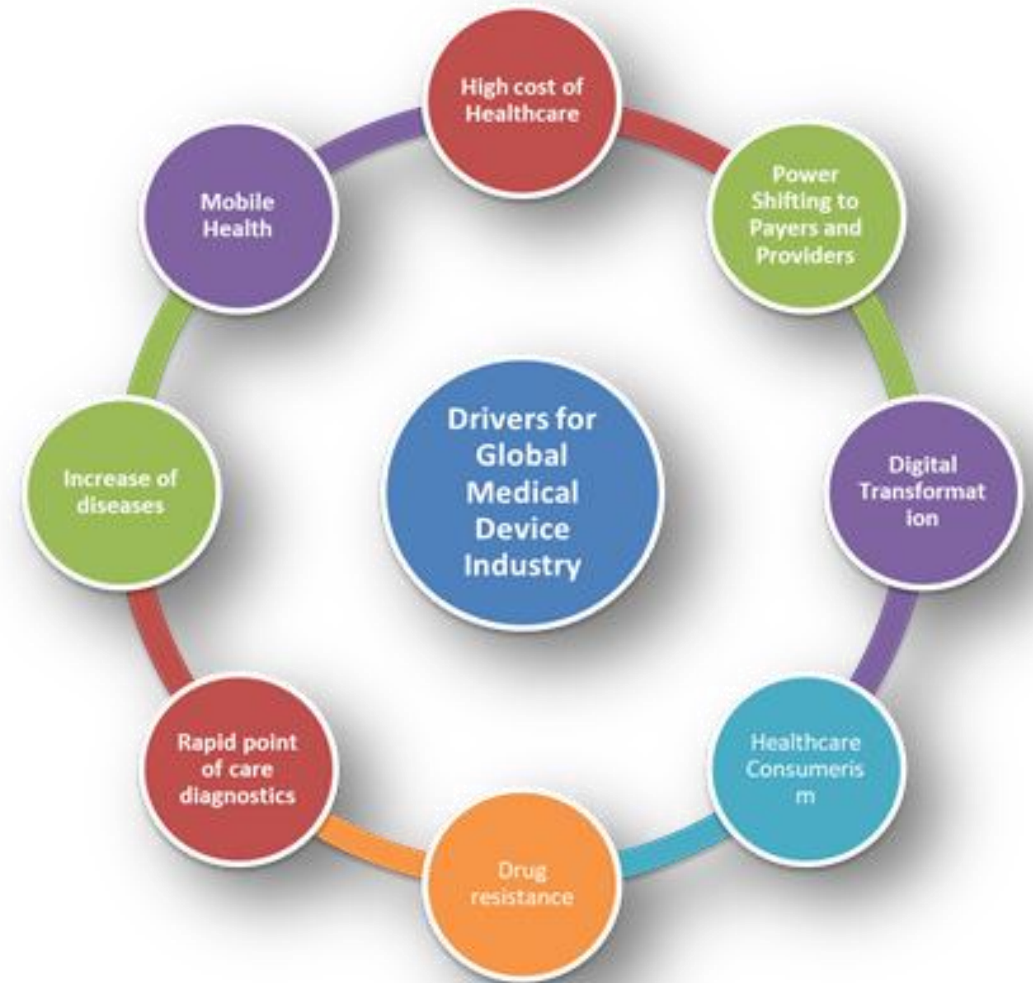 High cost of
Healthcare
Power
Shifting to
Payers and
Providers
Digital
Transformat
ion
Healthcare
Consumeris
m
Drug
resistance
Rapid point
of care
diagnostics
Increase of
diseases
Mobile
Health
Drivers for
Global
Medical
Device
Industry